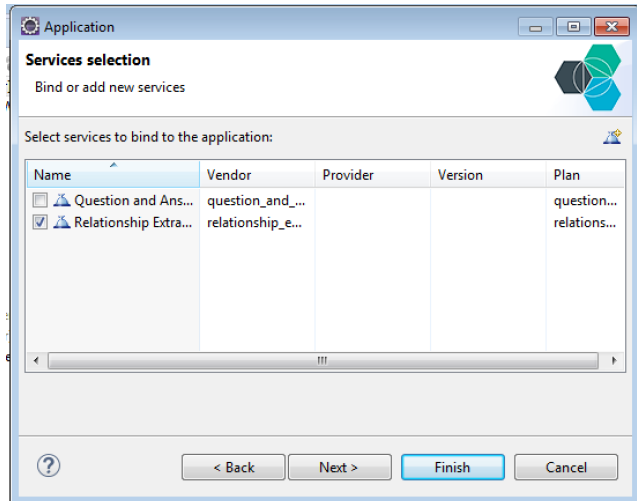 Application
Services selection
Bind or add new services
Select services to bind to the application:
Name Vendor Provider Version Plan
Question and Ans... question_and_... question...
Relationship Extra... relationship_e... relations...
< Back Next > Finish Cancel